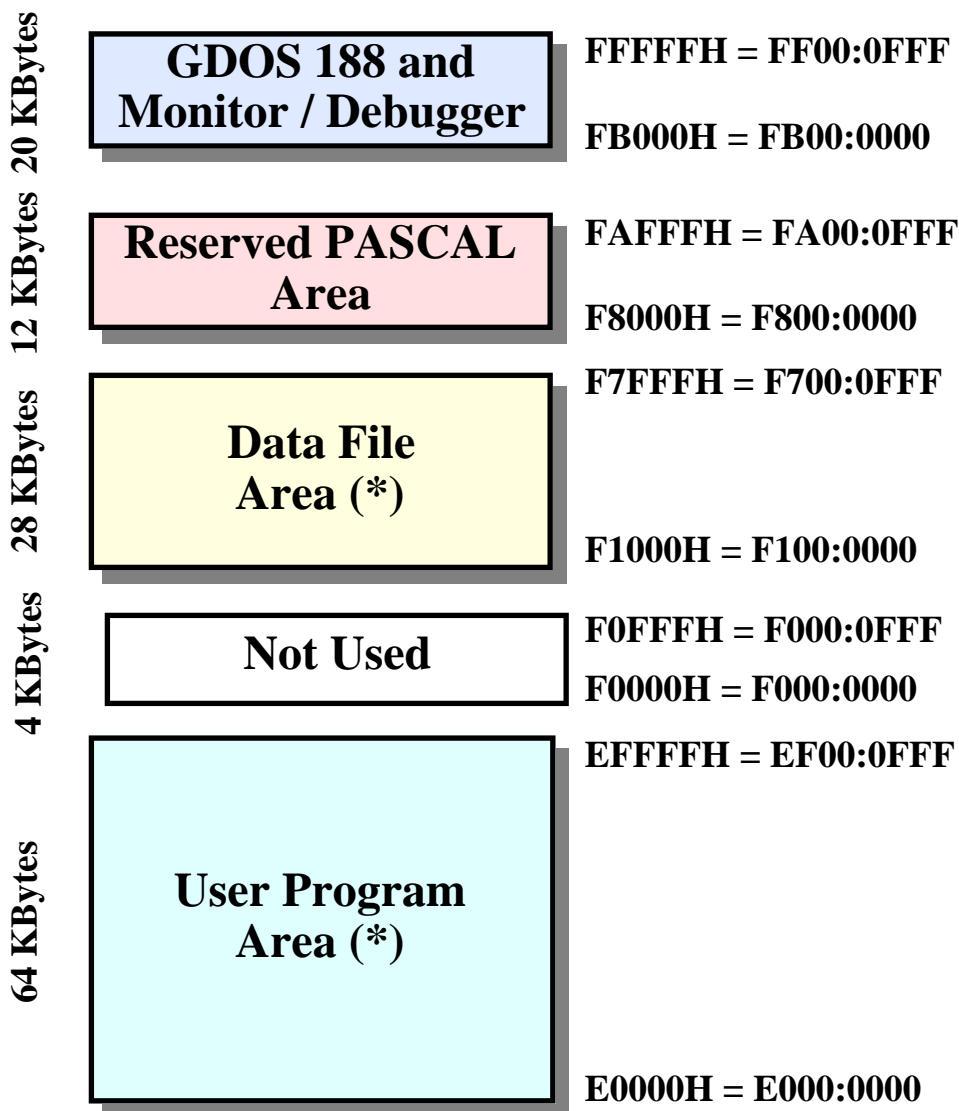 20 KBytes
GDOS 188 and
Monitor / Debugger
FFFFFH = FF00:0FFF
FB000H = FB00:0000
12 KBytes
Reserved PASCAL
Area
FAFFFH = FA00:0FFF
F8000H = F800:0000
28 KBytes
Data File
Area (*)
F7FFFH = F700:0FFF
F1000H = F100:0000
4 KBytes
Not Used
F0FFFH = F000:0FFF
F0000H = F000:0000
64 KBytes
User Program
Area (*)
EFFFFH = EF00:0FFF
E0000H = E000:0000